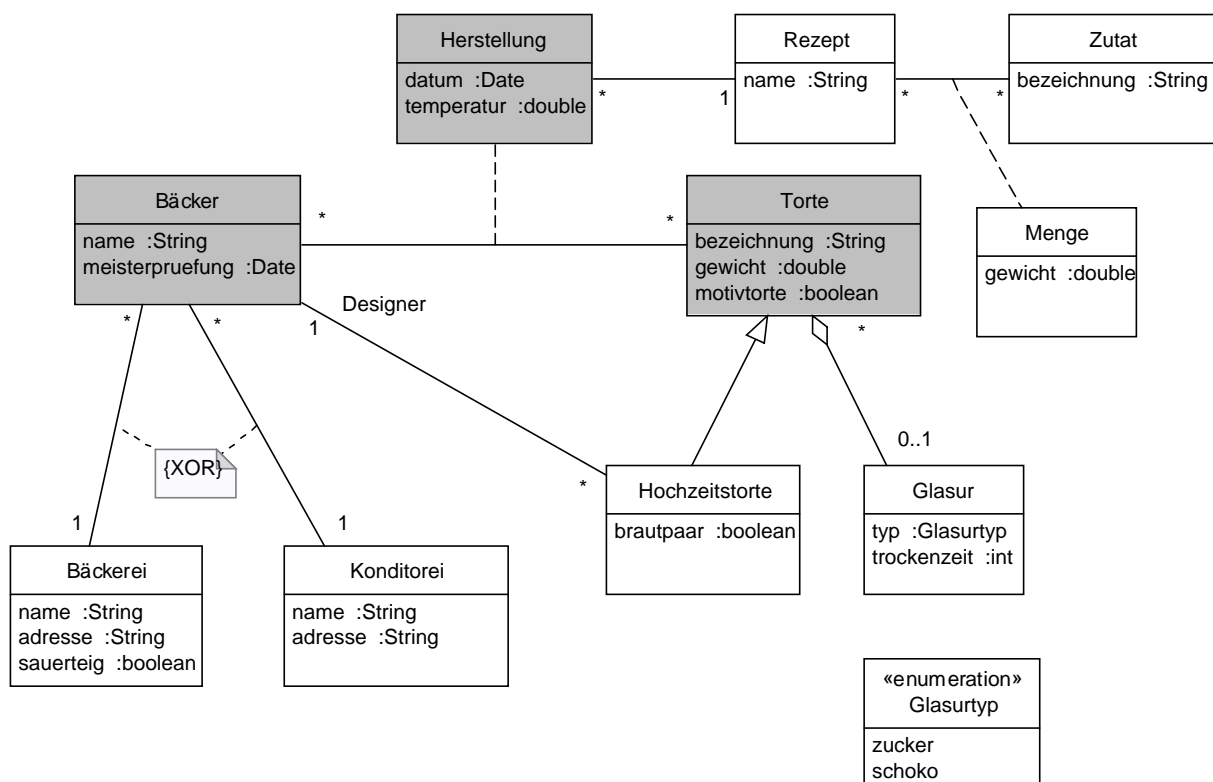 Herstellung
datum :Date
temperatur :double
*
1
Rezept
name :String
*
*
Zutat
bezeichnung :String
Menge
gewicht :double
Bäcker
name :String
meisterpruefung :Date
*
*
Torte
bezeichnung :String
gewicht :double
motivtorte :boolean
*
*
1
Designer
*
{XOR}
0..1
*
1
1
Bäckerei
name :String
adresse :String
sauerteig :boolean
Konditorei
name :String
adresse :String
Hochzeitstorte
brautpaar :boolean
Glasur
typ :Glasurtyp
trockenzeit :int
«enumeration»
Glasurtyp
zucker
schoko